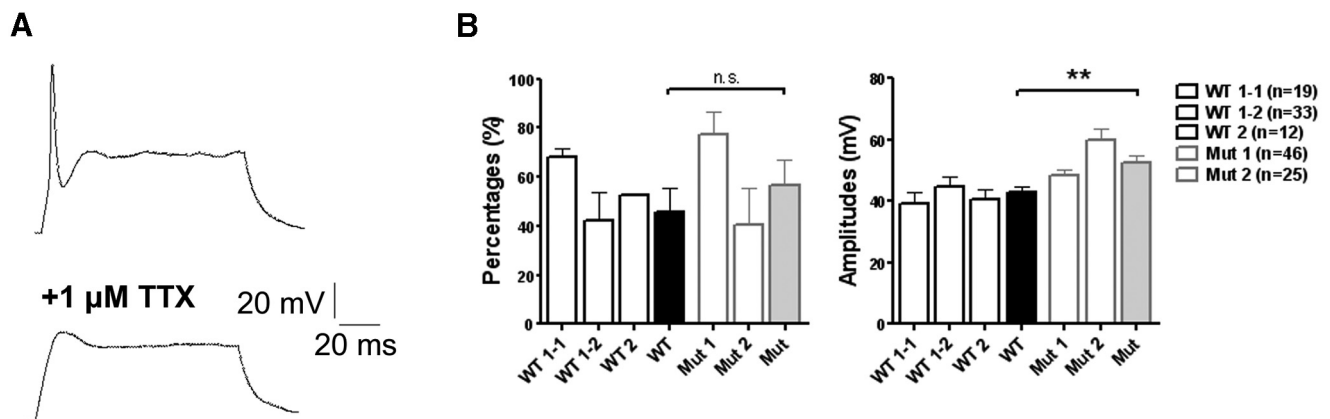 A
+1 μM TTX
20 mV
20 ms
B
Percentages (%)
100
80
60
40
20
0
n.s.
WT 1-1
WT 1-2
WT 2
WT
Mut 1
Mut 2
Mut
Amplitudes (mV)
80
60
40
20
0
**
WT 1-1
WT 1-2
WT 2
WT
Mut 1
Mut 2
Mut
WT 1-1 (n=19)
WT 1-2 (n=33)
WT 2 (n=12)
Mut 1 (n=46)
Mut 2 (n=25)